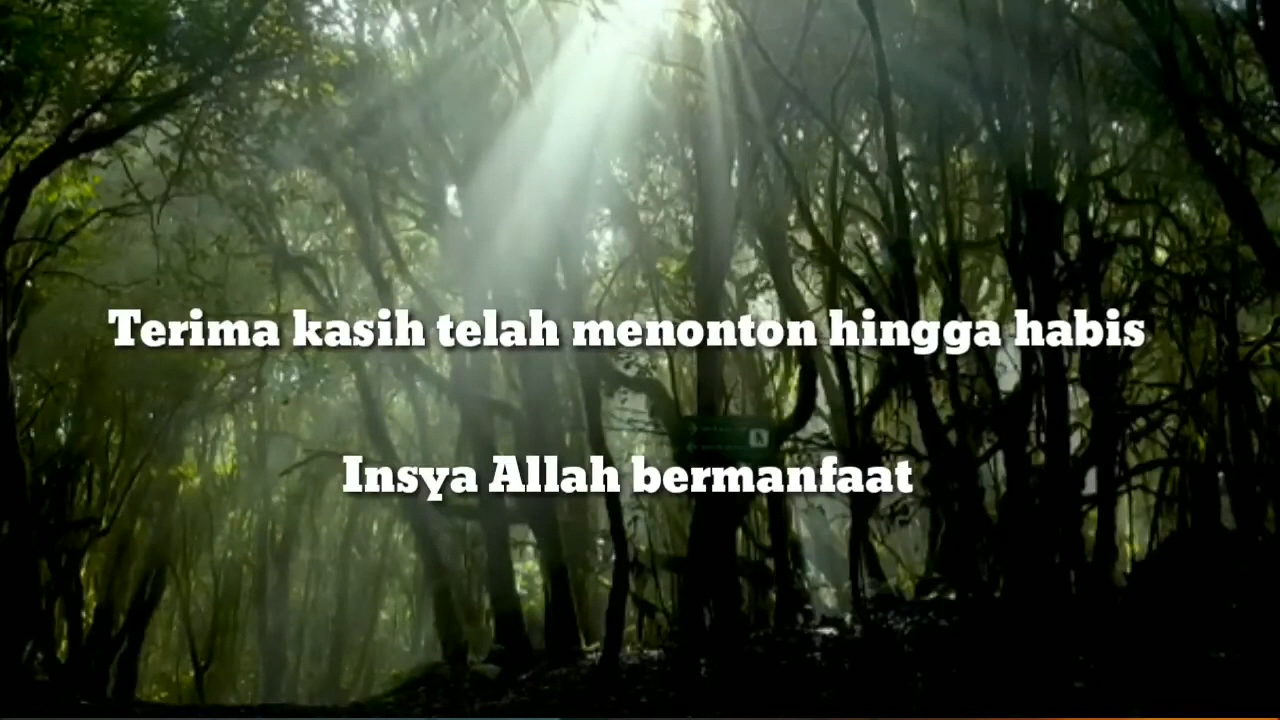 Terima kasih telah menonton hingga habis
Insya Allah bermanfaat